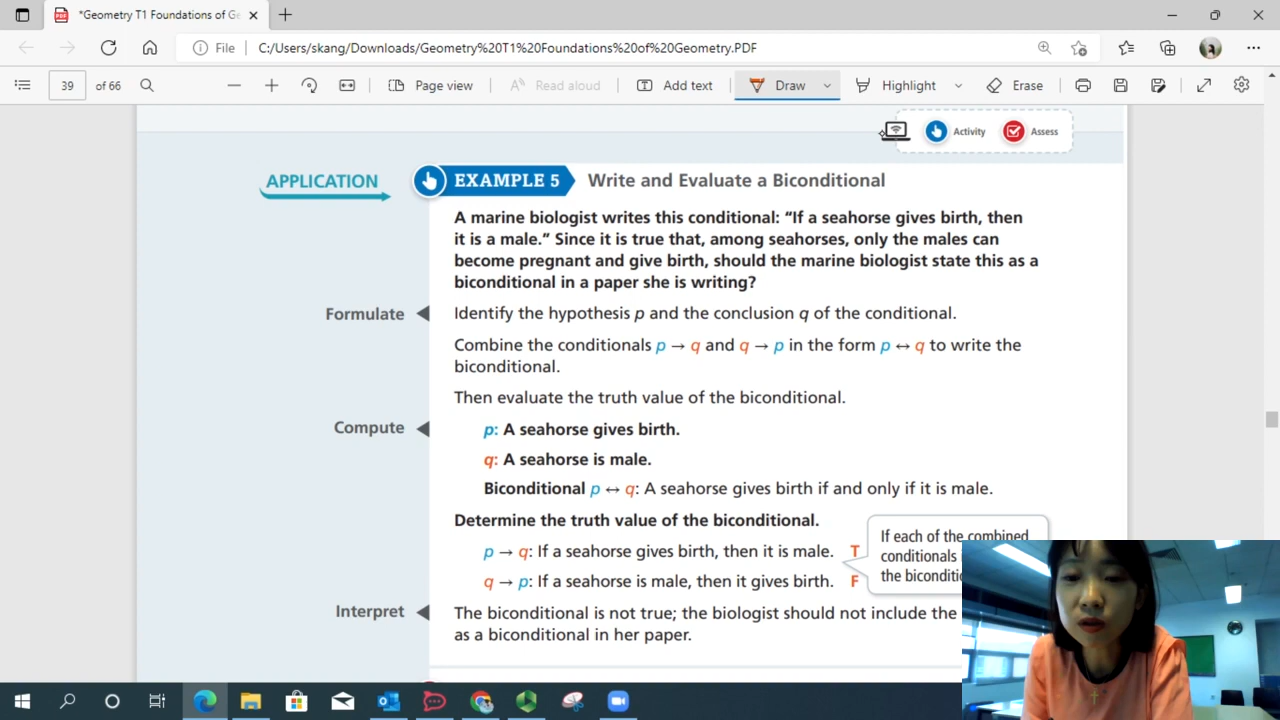 *Geometry T1 Foundations of Ge
File C:/Users/skang/Downloads/Geometry%20T1%20Foundations%20of%20Geometry.PDF
39 of 66 Page view Read aloud Add text Draw Highlight Erase
Activity Assess
APPLICATION EXAMPLE 5 Write and Evaluate a Biconditional
A marine biologist writes this conditional: “If a seahorse gives birth, then
it is a male.” Since it is true that, among seahorses, only the males can
become pregnant and give birth, should the marine biologist state this as a
biconditional in a paper she is writing?
Formulate Identify the hypothesis p and the conclusion q of the conditional.
Combine the conditionals p → q and q → p in the form p ↔ q to write the
biconditional.
Then evaluate the truth value of the biconditional.
Compute p: A seahorse gives birth.
q: A seahorse is male.
Biconditional p ↔ q: A seahorse gives birth if and only if it is male.
Determine the truth value of the biconditional.
p → q: If a seahorse gives birth, then it is male. T
q → p: If a seahorse is male, then it gives birth. F
If each of the combined
conditionals
the
Interpret The biconditional is not true; the biologist should not include the
as a biconditional in her paper.